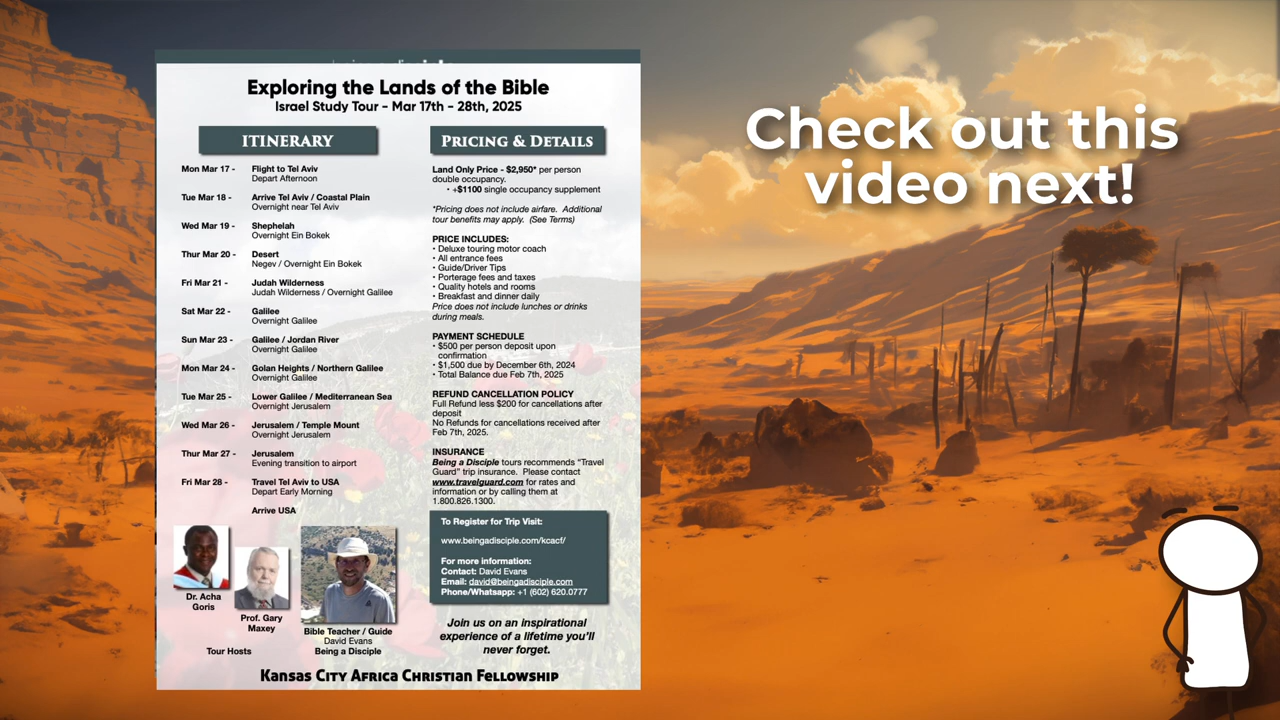 Exploring the Lands of the Bible
Israel Study Tour - Mar 17th - 28th, 2025
ITINERARY
Mon Mar 17 - Flight to Tel Aviv
Depart Afternoon
Tue Mar 18 - Arrive Tel Aviv / Coastal Plain
Overnight near Tel Aviv
Wed Mar 19 - Shephelah
Overnight Ein Bokek
Thur Mar 20 - Desert
Negev / Overnight Ein Bokek
Fri Mar 21 - Judah Wilderness
Judah Wilderness / Overnight Galilee
Sat Mar 22 - Galilee
Overnight Galilee
Sun Mar 23 - Galilee / Jordan River
Overnight Galilee
Mon Mar 24 - Golan Heights / Northern Galilee
Overnight Galilee
Tue Mar 25 - Lower Galilee / Mediterranean Sea
Overnight Jerusalem
Wed Mar 26 - Jerusalem / Temple Mount
Overnight Jerusalem
Thur Mar 27 - Jerusalem
Evening transition to airport
Fri Mar 28 - Travel Tel Aviv to USA
Depart Early Morning
Arrive USA
Dr. Acha
Goris
Prof. Gary
Maxey
Tour Hosts
Bible Teacher / Guide
David Evans
Being a Disciple
PRICING & DETAILS
Land Only Price - $2,950* per person
double occupancy.
• +$1100 single occupancy supplement
*Pricing does not include airfare. Additional
tour benefits may apply. (See Terms)
PRICE INCLUDES:
• Deluxe touring motor coach
• All entrance fees
• Guide/Driver Tips
• Porterage fees and taxes
• Quality hotels and rooms
• Breakfast and dinner daily
Price does not include lunches or drinks
during meals.
PAYMENT SCHEDULE
• $500 per person deposit upon
confirmation
• $1,500 due by December 6th, 2024
• Total Balance due Feb 7th, 2025
REFUND CANCELLATION POLICY
Full Refund less $200 for cancellations after
deposit
No Refunds for cancellations received after
Feb 7th, 2025.
INSURANCE
Being a Disciple tours recommends “Travel
Guard” trip insurance. Please contact
www.travelguard.com for rates and
information or by calling them at
1.800.826.1300.
To Register for Trip Visit:
www.beingadisciple.com/kcacf/
For more information:
Contact: David Evans
Email: david@beingadisciple.com
Phone/Whatsapp: +1 (602) 620.0777
Join us on an inspirational
experience of a lifetime you’ll
never forget.
Kansas City Africa Christian Fellowship
Check out this
video next!